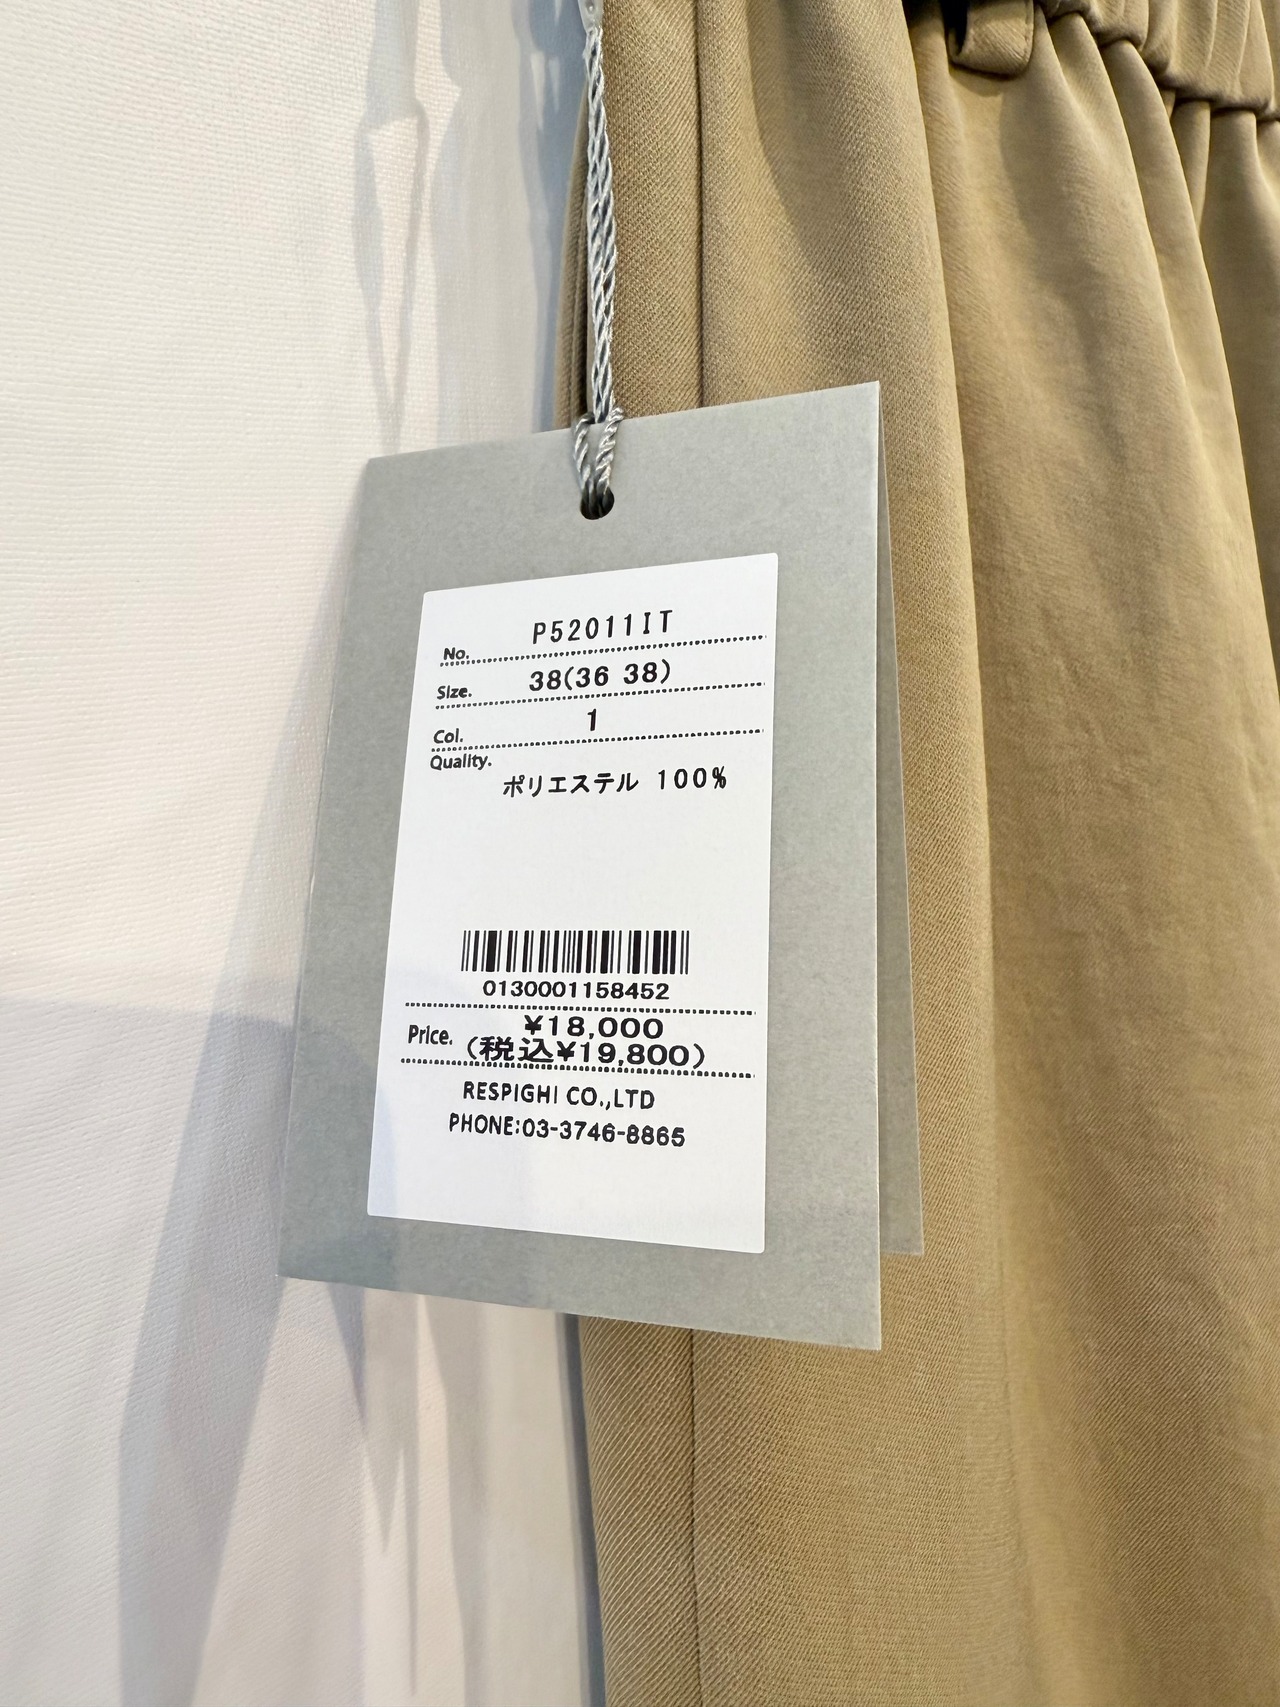 No. P52011IT
Size. 38(36 38)
Col. 1
Quality.
ポリエステル 100%
0130001158452
Price. ¥18,000
(税込¥19,800)
RESPIGHI CO.,LTD
PHONE:03-3746-8865